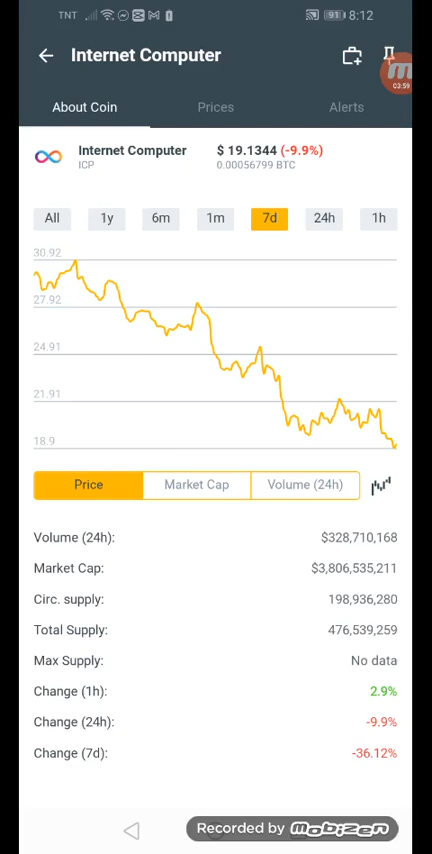 TNT 91 8:12
Internet Computer
03:59
About Coin Prices Alerts
Internet Computer $ 19.1344 (-9.9%)
ICP 0.00056799 BTC
All 1y 6m 1m 7d 24h 1h
30.92
27.92
24.91
21.91
18.9
Price Market Cap Volume (24h)
Volume (24h): $328,710,168
Market Cap: $3,806,535,211
Circ. supply: 198,936,280
Total Supply: 476,539,259
Max Supply: No data
Change (1h): 2.9%
Change (24h): -9.9%
Change (7d): -36.12%
Recorded by mobizen